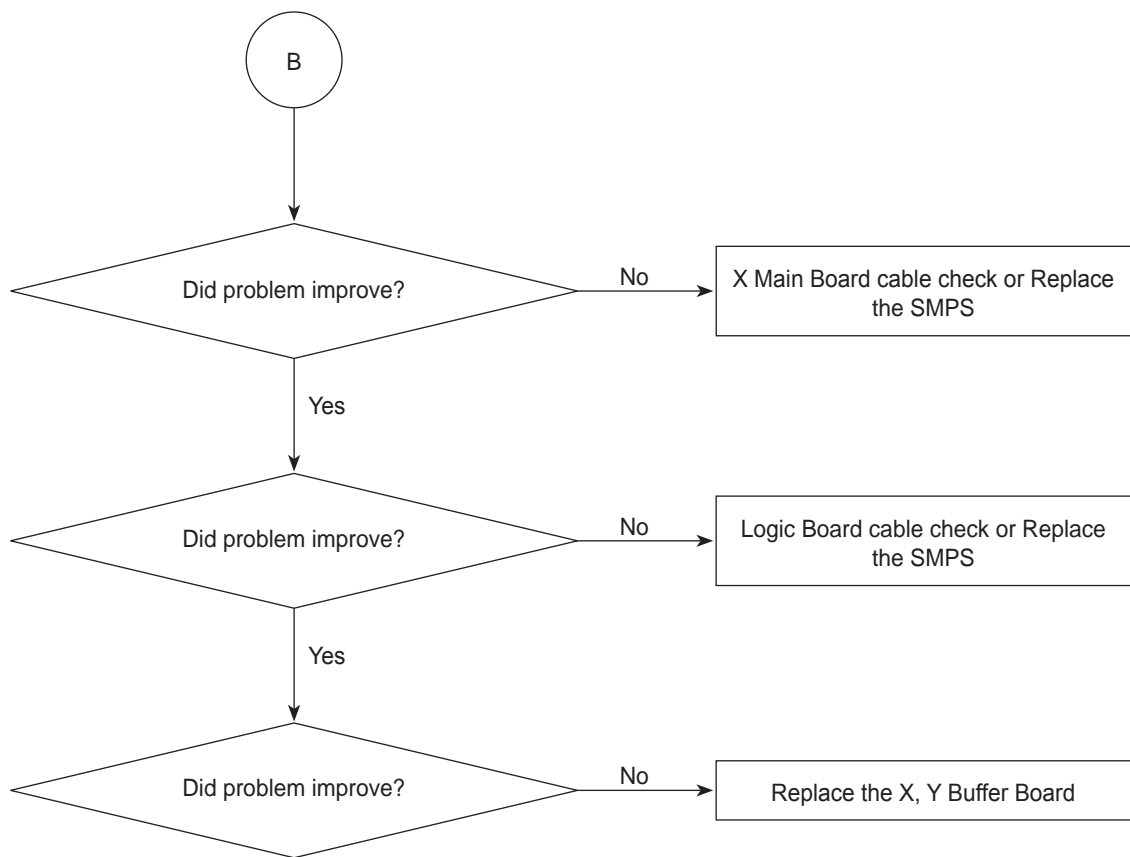 B
Did problem improve?
No
X Main Board cable check or Replace
the SMPS
Yes
Did problem improve?
No
Logic Board cable check or Replace
the SMPS
Yes
Did problem improve?
No
Replace the X, Y Buffer Board